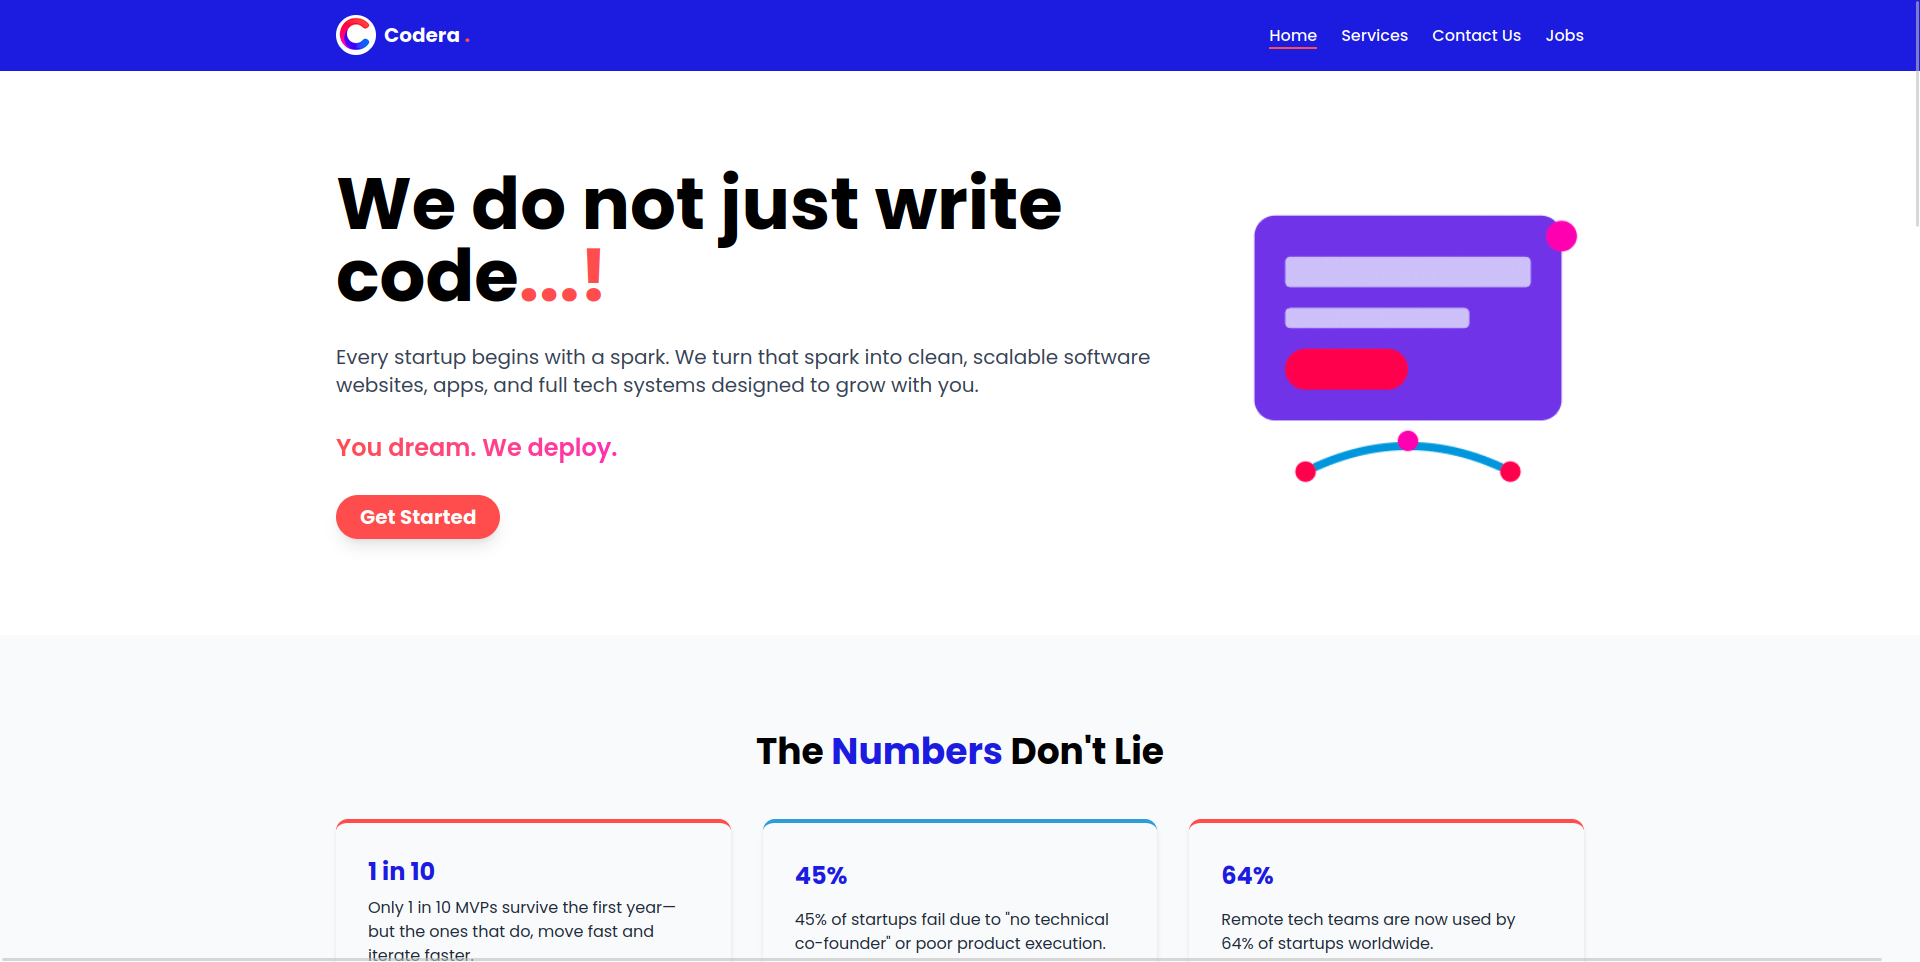 Codera .
Home Services Contact Us Jobs
We do not just write
code...!
Every startup begins with a spark. We turn that spark into clean, scalable software
websites, apps, and full tech systems designed to grow with you.
You dream. We deploy.
Get Started
The Numbers Don't Lie
1 in 10
Only 1 in 10 MVPs survive the first year—
but the ones that do, move fast and
iterate faster.
45%
45% of startups fail due to "no technical
co-founder" or poor product execution.
64%
Remote tech teams are now used by
64% of startups worldwide.